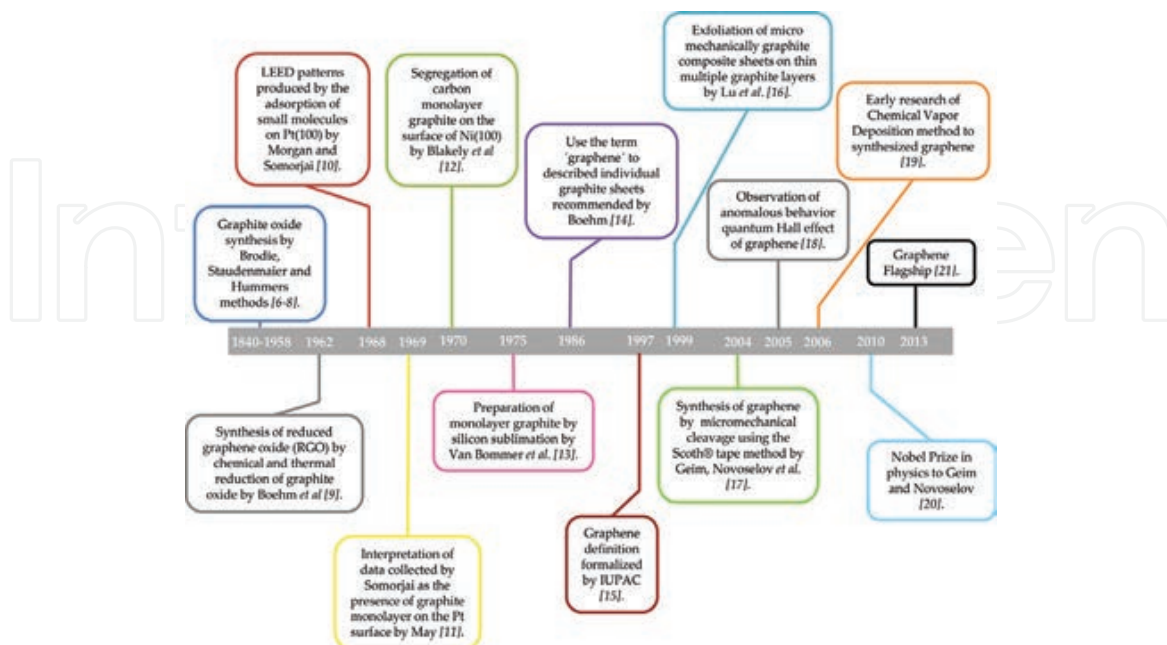 LEED patterns
produced by the
adsorption of
small molecules
on Pt(100) by
Morgan and
Somorjai [10].
Segregation of
carbon
monolayer
graphite on the
surface of Ni(100)
by Blakely et al
[12].
Exfoliation of micro
mechanically graphite
composite sheets on thin
multiple graphite layers
by Lu et al. [16].
Early research of
Chemical Vapor
Deposition method to
synthesized graphene
[19].
Use the term
'graphene' to
described individual
graphite sheets
recommended by
Boehm [14].
Observation of
anomalous behavior
quantum Hall effect
of graphene [18].
Graphite oxide
synthesis by
Brodie,
Staudenmaier and
Hummers
methods [6-8].
Graphene
Flagship [21].
1840-1958 1962 1968 1969 1970 1975 1986 1997 1999 2004 2005 2006 2010 2013
Synthesis of reduced
graphene oxide (RGO) by
chemical and thermal
reduction of graphite
oxide by Boehm et al [9].
Preparation of
monolayer graphite by
silicon sublimation by
Van Bommer et al. [13].
Synthesis of graphene
by micromechanical
cleavage using the
Scoth® tape method by
Geim, Novoselov et al.
[17].
Nobel Prize in
physics to Geim
and Novoselov
[20].
Interpretation of
data collected by
Somorjai as the
presence of graphite
monolayer on the Pt
surface by May [11].
Graphene
definition
formalized
by IUPAC
[15].